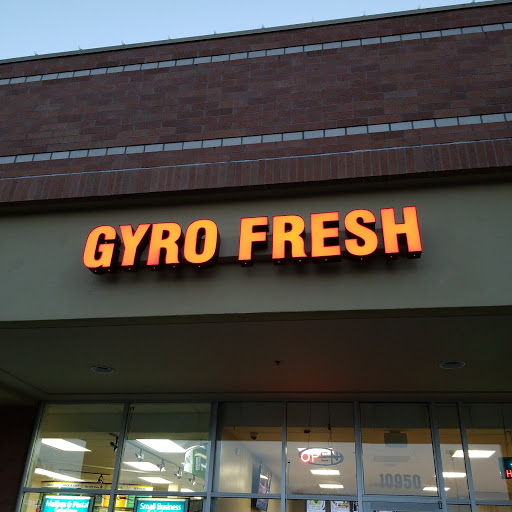 GYRO FRESH
OPEN
10950
Small Business